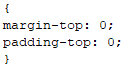 {
margin-top: 0;
padding-top: 0;
}